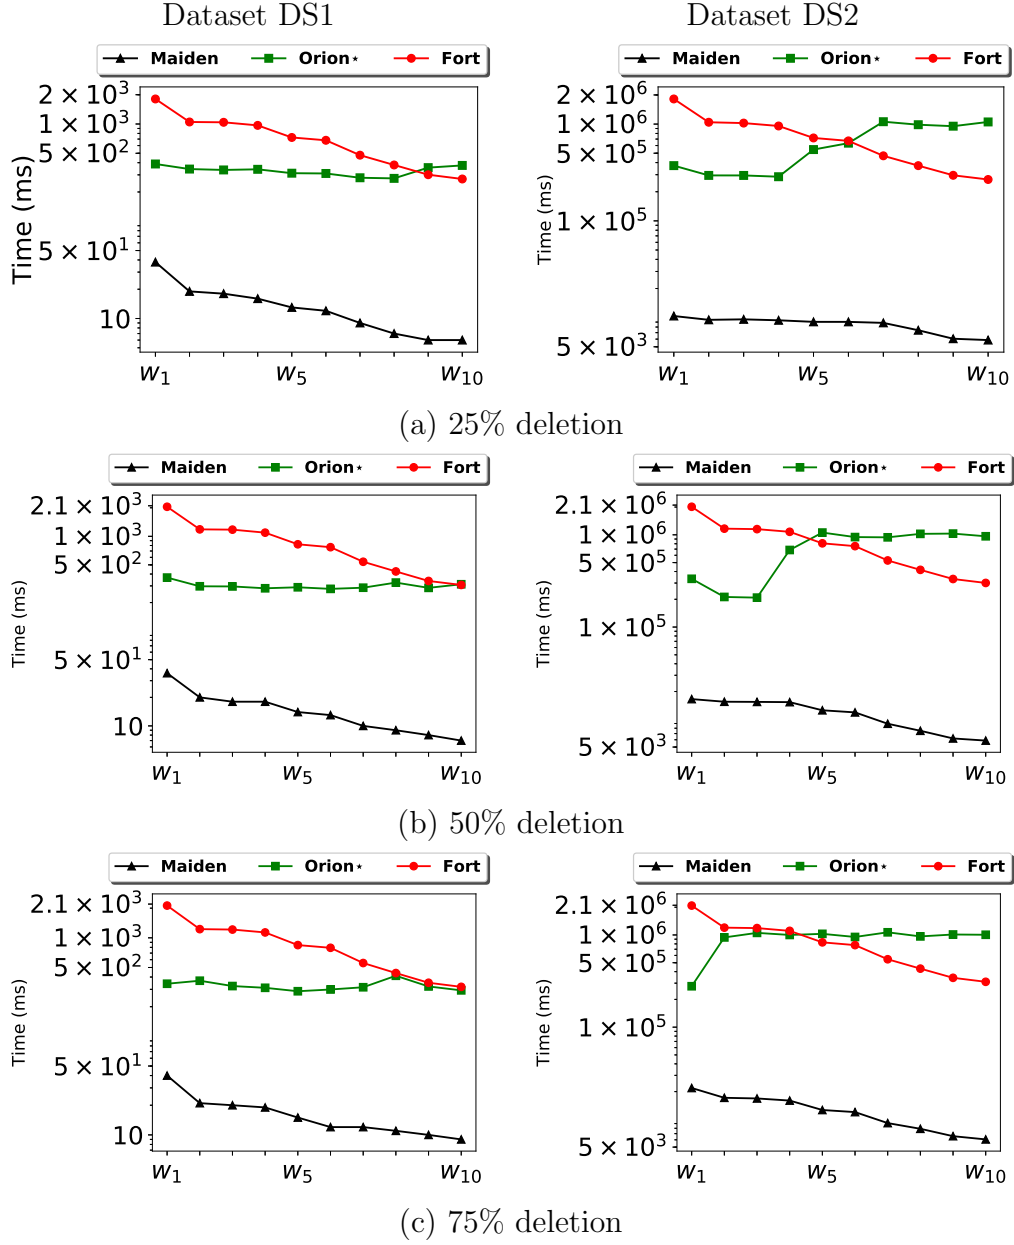 Dataset DS1
Dataset DS2
Maiden Orion⋆ Fort
Maiden Orion⋆ Fort
Time (ms)
2 × 10³
1 × 10³
5 × 10²
5 × 10¹
10
w₁ w₅ w₁₀
Time (ms)
2 × 10⁶
1 × 10⁶
5 × 10⁵
1 × 10⁵
5 × 10³
w₁ w₅ w₁₀
(a) 25% deletion
Maiden Orion⋆ Fort
Maiden Orion⋆ Fort
Time (ms)
2.1 × 10³
1 × 10³
5 × 10²
5 × 10¹
10
w₁ w₅ w₁₀
Time (ms)
2.1 × 10⁶
1 × 10⁶
5 × 10⁵
1 × 10⁵
5 × 10³
w₁ w₅ w₁₀
(b) 50% deletion
Maiden Orion⋆ Fort
Maiden Orion⋆ Fort
Time (ms)
2.1 × 10³
1 × 10³
5 × 10²
5 × 10¹
10
w₁ w₅ w₁₀
Time (ms)
2.1 × 10⁶
1 × 10⁶
5 × 10⁵
1 × 10⁵
5 × 10³
w₁ w₅ w₁₀
(c) 75% deletion